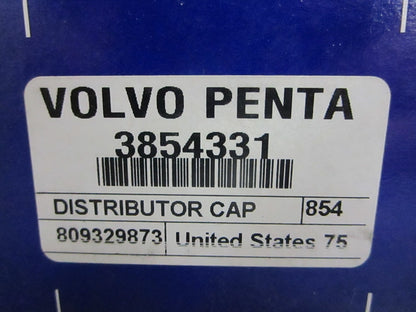 VOLVO PENTA
3854331
DISTRIBUTOR CAP 854
809329873 United States 75